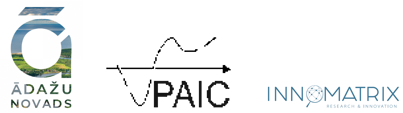 ā
ĀDAŽU
NOVADS
PAIC
INNOMATRIX
RESEARCH & INNOVATION